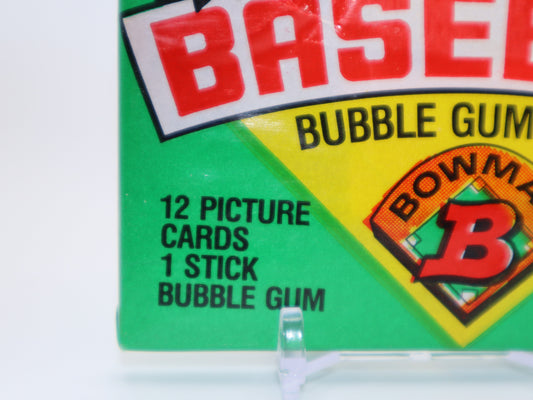 BASEB
BUBBLE GUM
BOWMA
B
12 PICTURE
CARDS
1 STICK
BUBBLE GUM